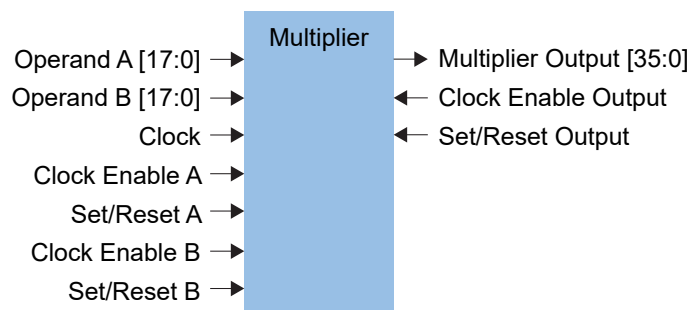 Multiplier
Operand A [17:0]
Operand B [17:0]
Clock
Clock Enable A
Set/Reset A
Clock Enable B
Set/Reset B
Multiplier Output [35:0]
Clock Enable Output
Set/Reset Output